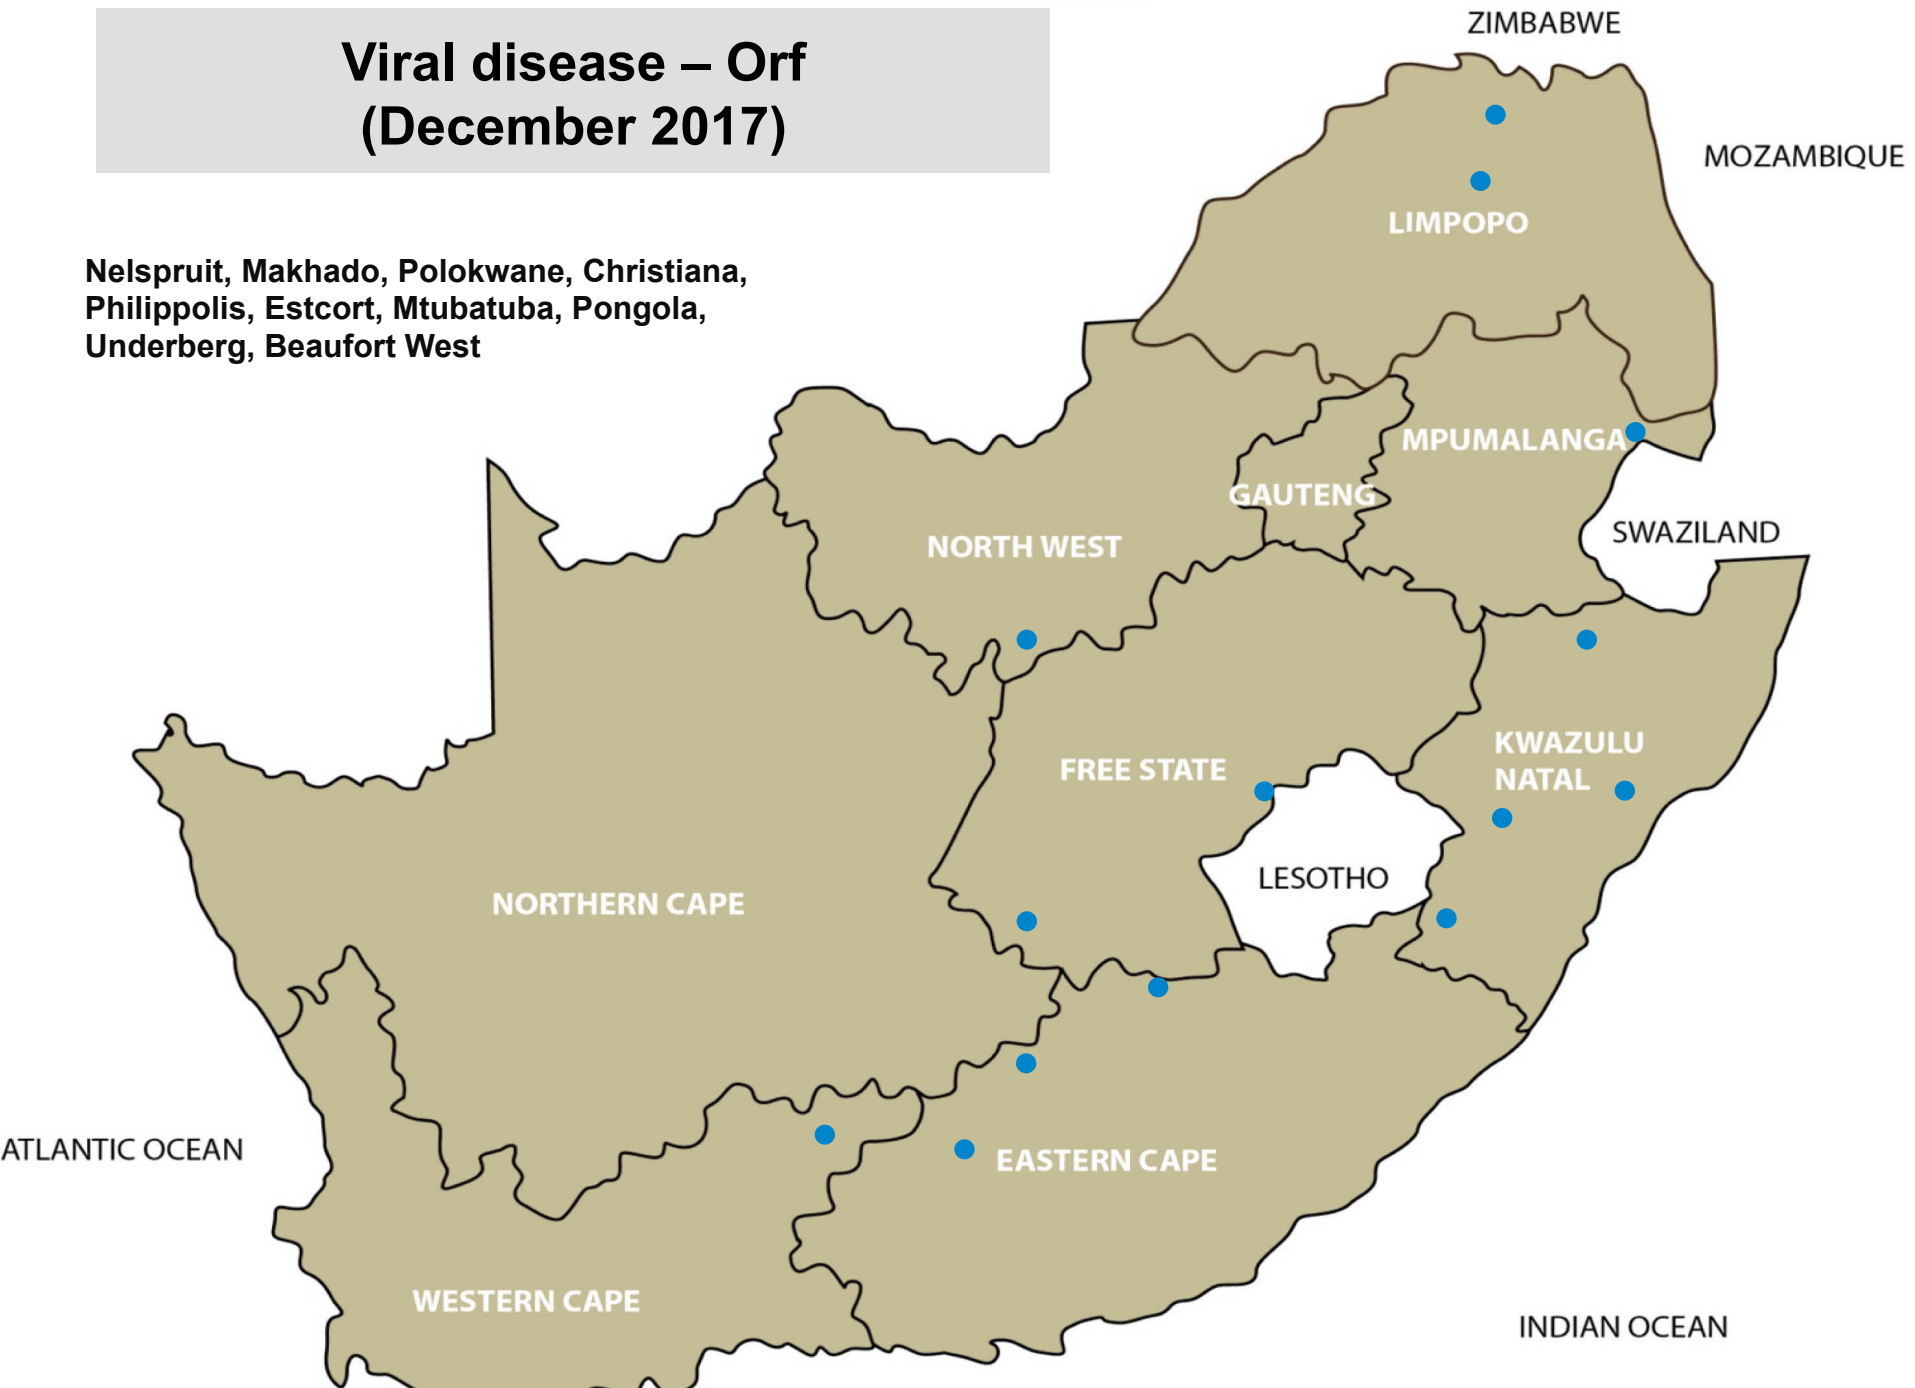 Viral disease – Orf
(December 2017)
Nelspruit, Makhado, Polokwane, Christiana,
Philippolis, Estcort, Mtubatuba, Pongola,
Underberg, Beaufort West
ZIMBABWE
MOZAMBIQUE
LIMPOPO
MPUMALANGA
GAUTENG
SWAZILAND
NORTH WEST
KWAZULU
NATAL
FREE STATE
LESOTHO
NORTHERN CAPE
ATLANTIC OCEAN
EASTERN CAPE
WESTERN CAPE
INDIAN OCEAN